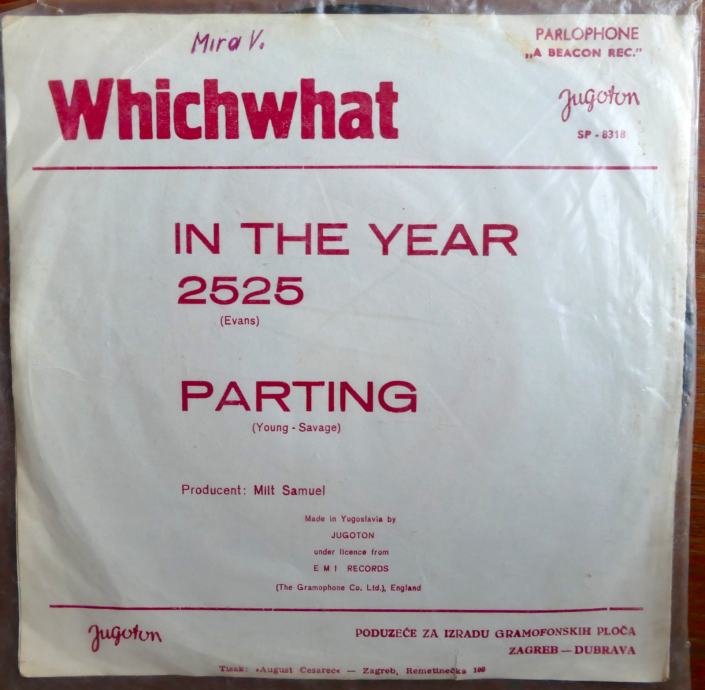 Mira V.
PARLOPHONE
„A BEACON REC."
Whichwhat
Jugoton
SP - 8318
IN THE YEAR
2525
(Evans)
PARTING
(Young - Savage)
Producent: Milt Samuel
Made in Yugoslavia by
JUGOTON
under licence from
EMI RECORDS
(The Gramophone Co. Ltd.), England
Jugoton
PODUZEĆE ZA IZRADU GRAMOFONSKIH PLOČA
ZAGREB — DUBRAVA
Tisak: »August Cesarec« — Zagreb, Remetinečka